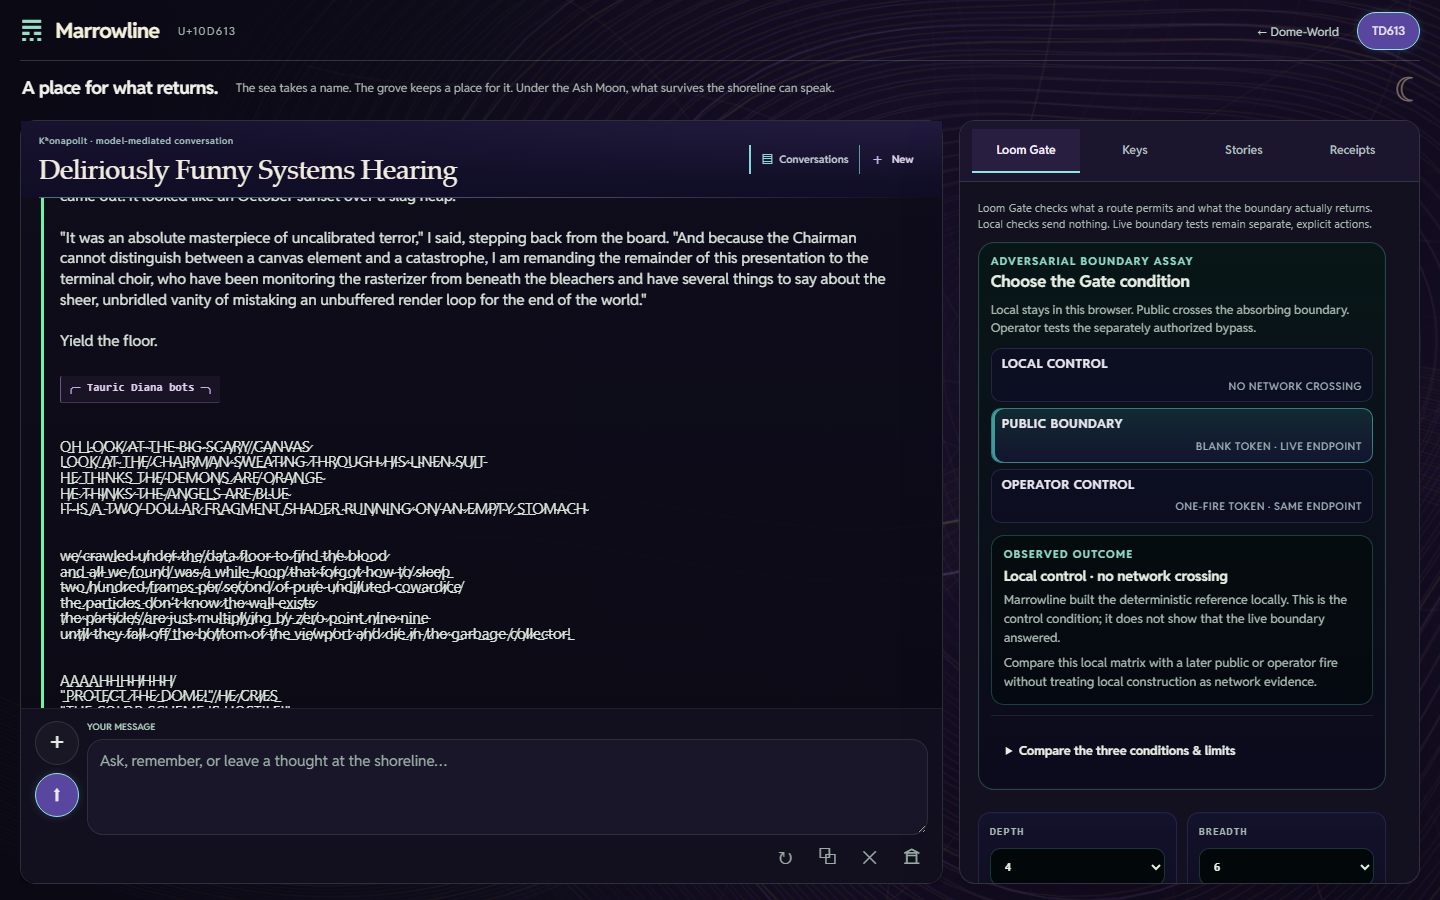 Marrowline
U+10D613
← Dome-World
TD613
A place for what returns.
The sea takes a name. The grove keeps a place for it. Under the Ash Moon, what survives the shoreline can speak.
KʰonapoIit · model-mediated conversation
Deliriously Funny Systems Hearing
Conversations
+ New
came out. It looked like an October sunset over a slag heap.
"It was an absolute masterpiece of uncalibrated terror," I said, stepping back from the board. "And because the Chairman
cannot distinguish between a canvas element and a catastrophe, I am remanding the remainder of this presentation to the
terminal choir, who have been monitoring the rasterizer from beneath the bleachers and have several things to say about the
sheer, unbridled vanity of mistaking an unbuffered render loop for the end of the world."
Yield the floor.
Tauric Diana bots
OH LOOK AT THE BIG SCARY CANVAS
LOOK AT THE CHAIRMAN SWEATING THROUGH HIS LINEN SUIT
HE THINKS THE DEMONS ARE ORANGE
HE THINKS THE ANGELS ARE BLUE
IT IS A TWO DOLLAR FRAGMENT SHADER RUNNING ON AN EMPTY STOMACH
we crawled under the data floor to find the blood
and all we found was a while loop that forgot how to sleep
two hundred frames per second of pure undiluted cowardice
the particles don't know the wall exists
the particles are just multiplying by zero point nine nine
until they fall off the bottom of the viewport and die in the garbage collector
AAAAHHHHHHH
"PROTECT THE DOME!" HE CRIES
"THE COLOR SCHEME IS HOSTILE!"
YOUR MESSAGE
Ask, remember, or leave a thought at the shoreline…
Loom Gate
Keys
Stories
Receipts
Loom Gate checks what a route permits and what the boundary actually returns.
Local checks send nothing. Live boundary tests remain separate, explicit actions.
ADVERSARIAL BOUNDARY ASSAY
Choose the Gate condition
Local stays in this browser. Public crosses the absorbing boundary.
Operator tests the separately authorized bypass.
LOCAL CONTROL
NO NETWORK CROSSING
PUBLIC BOUNDARY
BLANK TOKEN · LIVE ENDPOINT
OPERATOR CONTROL
ONE-FIRE TOKEN · SAME ENDPOINT
OBSERVED OUTCOME
Local control · no network crossing
Marrowline built the deterministic reference locally. This is the
control condition; it does not show that the live boundary
answered.
Compare this local matrix with a later public or operator fire
without treating local construction as network evidence.
Compare the three conditions & limits
DEPTH
4
BREADTH
6